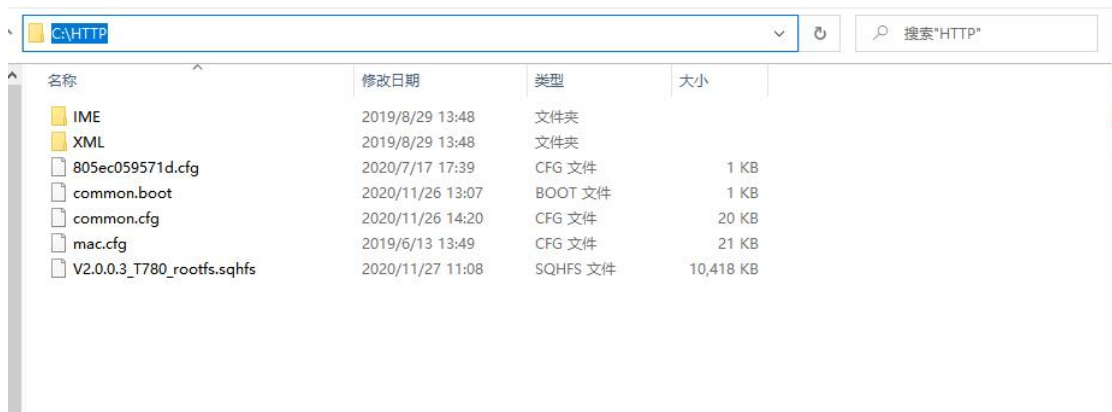 C:\HTTP 搜索"HTTP"
名称 修改日期 类型 大小
IME 2019/8/29 13:48 文件夹
XML 2019/8/29 13:48 文件夹
805ec059571d.cfg 2020/7/17 17:39 CFG 文件 1 KB
common.boot 2020/11/26 13:07 BOOT 文件 1 KB
common.cfg 2020/11/26 14:20 CFG 文件 20 KB
mac.cfg 2019/6/13 13:49 CFG 文件 21 KB
V2.0.0.3_T780_rootfs.sqhfs 2020/11/27 11:08 SQHFS 文件 10,418 KB